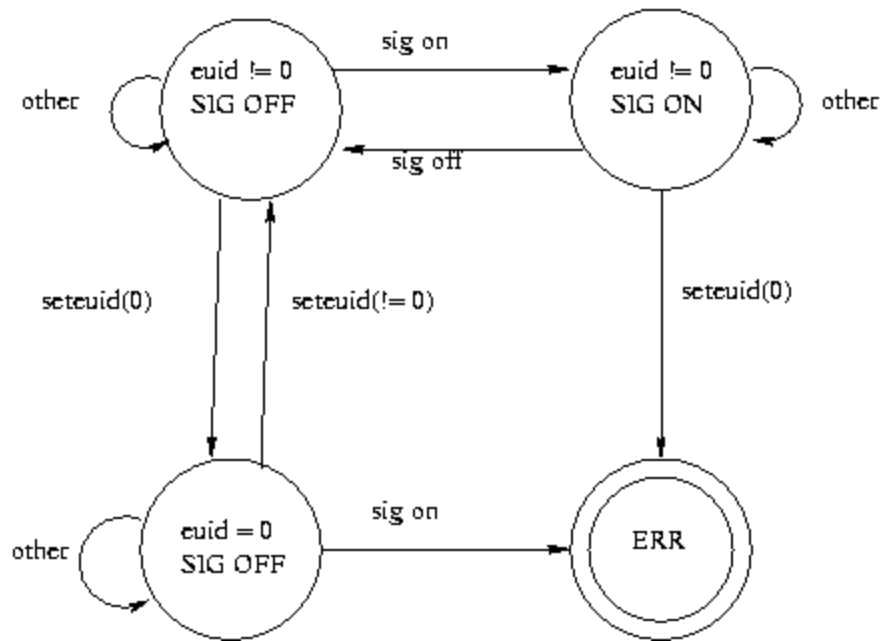 sig on
euid != 0
SIG OFF
euid != 0
SIG ON
other
other
sig off
seteuid(0)
seteuid(!= 0)
seteuid(0)
sig on
euid = 0
SIG OFF
ERR
other